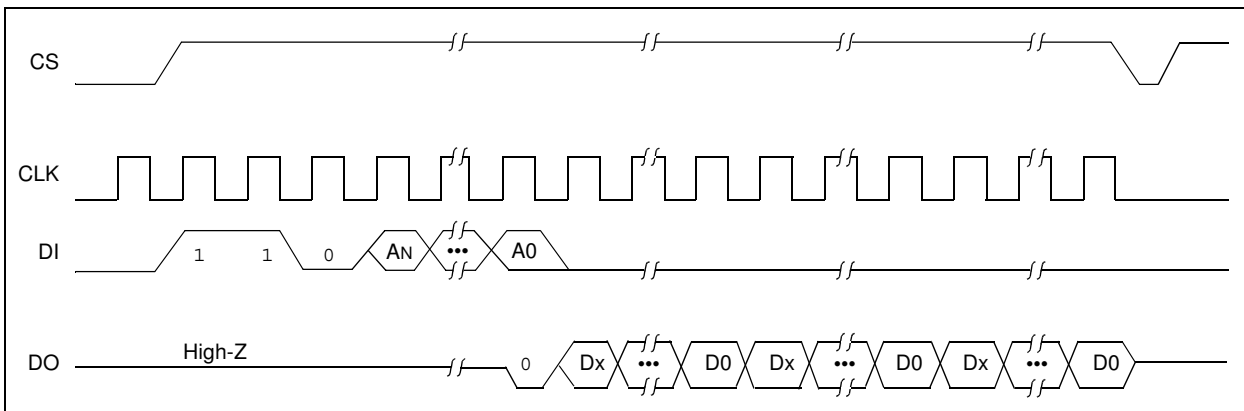 CS
CLK
DI 1 1 0 AN ••• A0
DO High-Z 0 Dx ••• D0 Dx ••• D0 Dx ••• D0